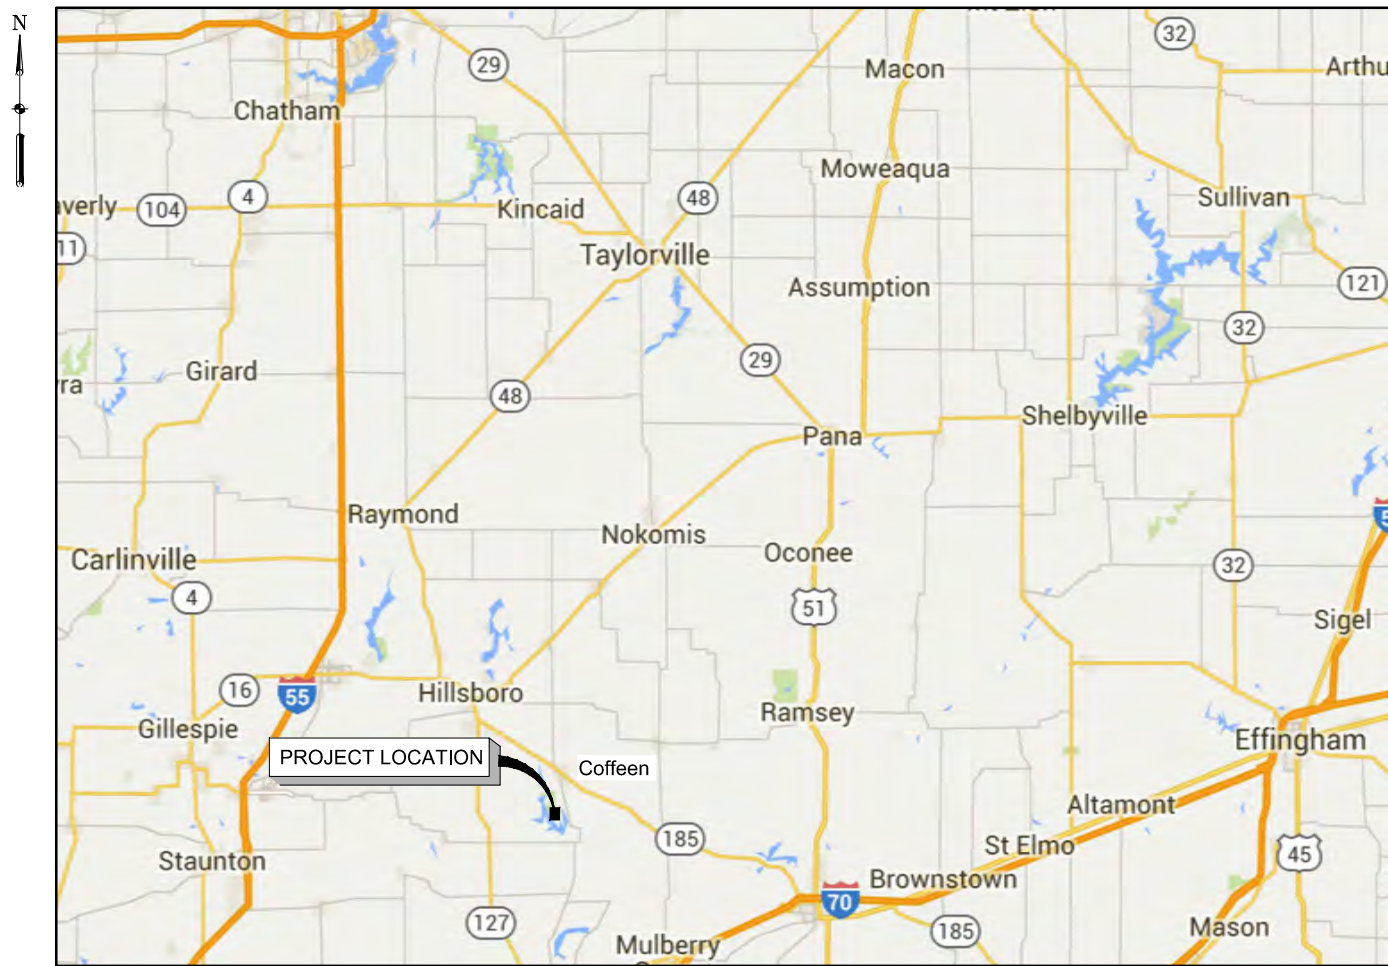 N
29
32
Macon
Arthu
Chatham
Moweaqua
averly
104
4
48
Kincaid
Sullivan
11
Taylorville
Assumption
121
32
29
Girard
ra
48
Shelbyville
Pana
Raymond
Nokomis
Oconee
Carlinville
32
4
51
Sigel
16
55
Hillsboro
Gillespie
Ramsey
Effingham
PROJECT LOCATION
Coffeen
Altamont
185
St Elmo
45
Staunton
Brownstown
70
127
185
Mason
Mulberry